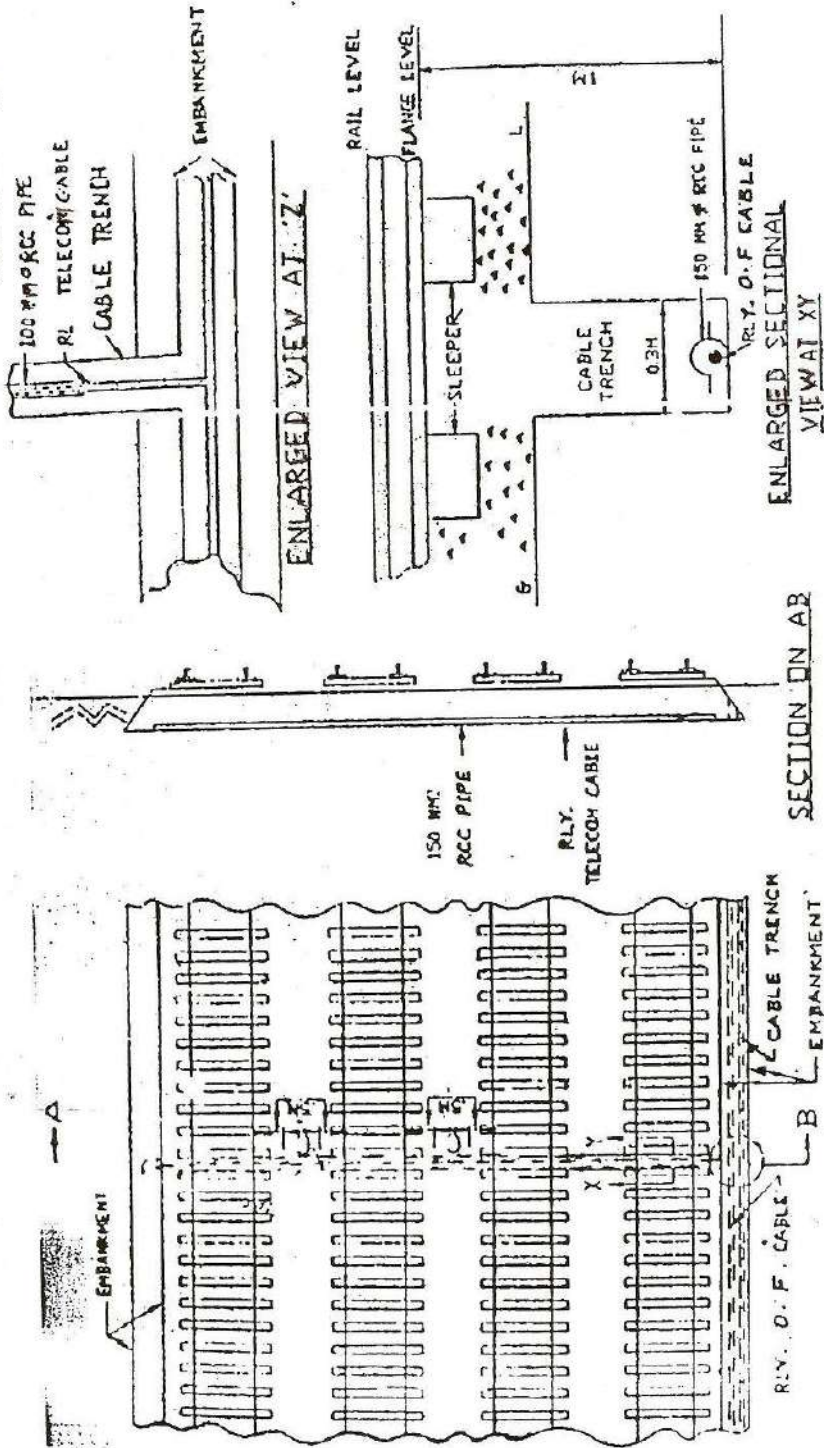 A
EMBANKMENT
RLY. O. F. CABLE
X
Y
B
CABLE TRENCH
EMBANKMENT
150 MM
RCC PIPE
RLY.
TELECOM CABLE
SECTION ON AB
100 MM Φ RCC PIPE
RL TELECOM CABLE
CABLE TRENCH
EMBANKMENT
ENLARGED VIEW AT 'Z'
RAIL LEVEL
FLANGE LEVEL
SLEEPER
G
L
CABLE
TRENCH
0.3M
150 MM Φ RCC PIPE
RLY. O.F CABLE
ENLARGED SECTIONAL
VIEW AT XY